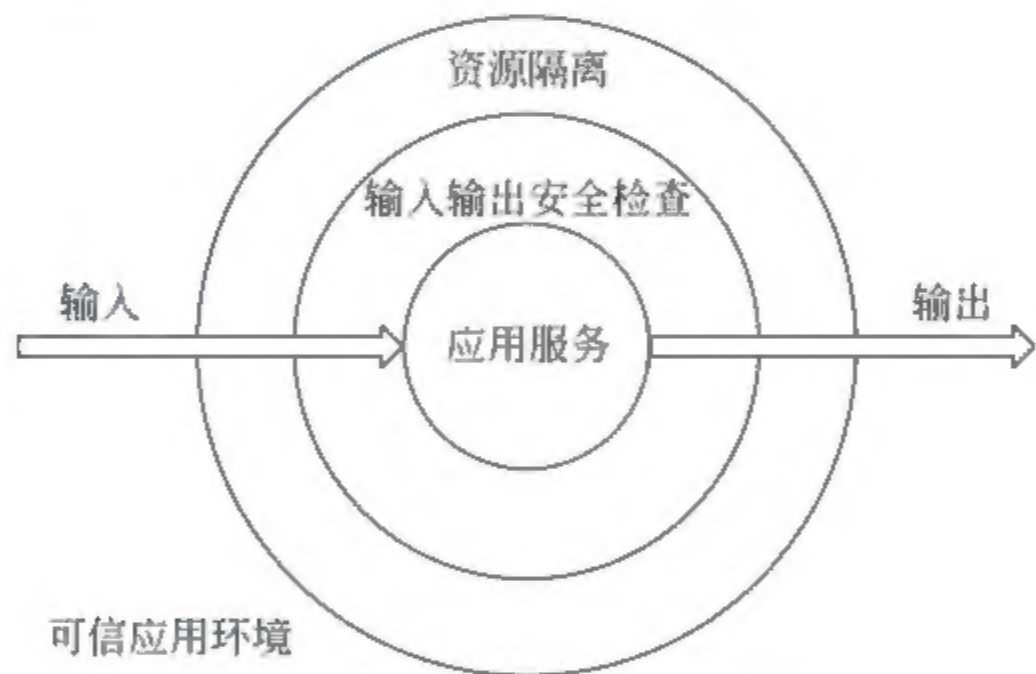 资源隔离
输入输出安全检查
输入
输出
应用服务
可信应用环境